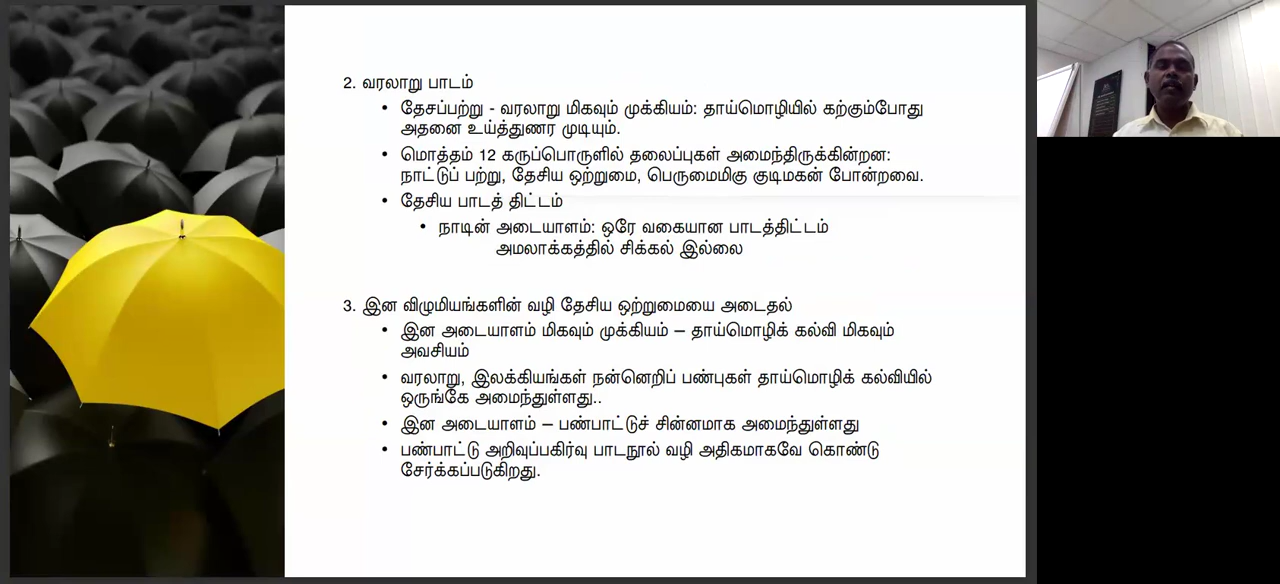 2. வரலாறு பாடம்
• தேசப்பற்று - வரலாறு மிகவும் முக்கியம்: தாய்மொழியில் கற்கும்போது
அதனை உய்த்துணர முடியும்.
• மொத்தம் 12 கருப்பொருளில் தலைப்புகள் அமைந்திருக்கின்றன:
நாட்டுப் பற்று, தேசிய ஒற்றுமை, பெருமைமிகு குடிமகன் போன்றவை.
• தேசிய பாடத் திட்டம்
• நாடின் அடையாளம்: ஒரே வகையான பாடத்திட்டம்
அமலாக்கத்தில் சிக்கல் இல்லை
3. இன விழுமியங்களின் வழி தேசிய ஒற்றுமையை அடைதல்
• இன அடையாளம் மிகவும் முக்கியம் – தாய்மொழிக் கல்வி மிகவும்
அவசியம்
• வரலாறு, இலக்கியங்கள் நன்னெறிப் பண்புகள் தாய்மொழிக் கல்வியில்
ஒருங்கே அமைந்துள்ளது..
• இன அடையாளம் – பண்பாட்டுச் சின்னமாக அமைந்துள்ளது
• பண்பாட்டு அறிவுப்பகிர்வு பாடநூல் வழி அதிகமாகவே கொண்டு
சேர்க்கப்படுகிறது.